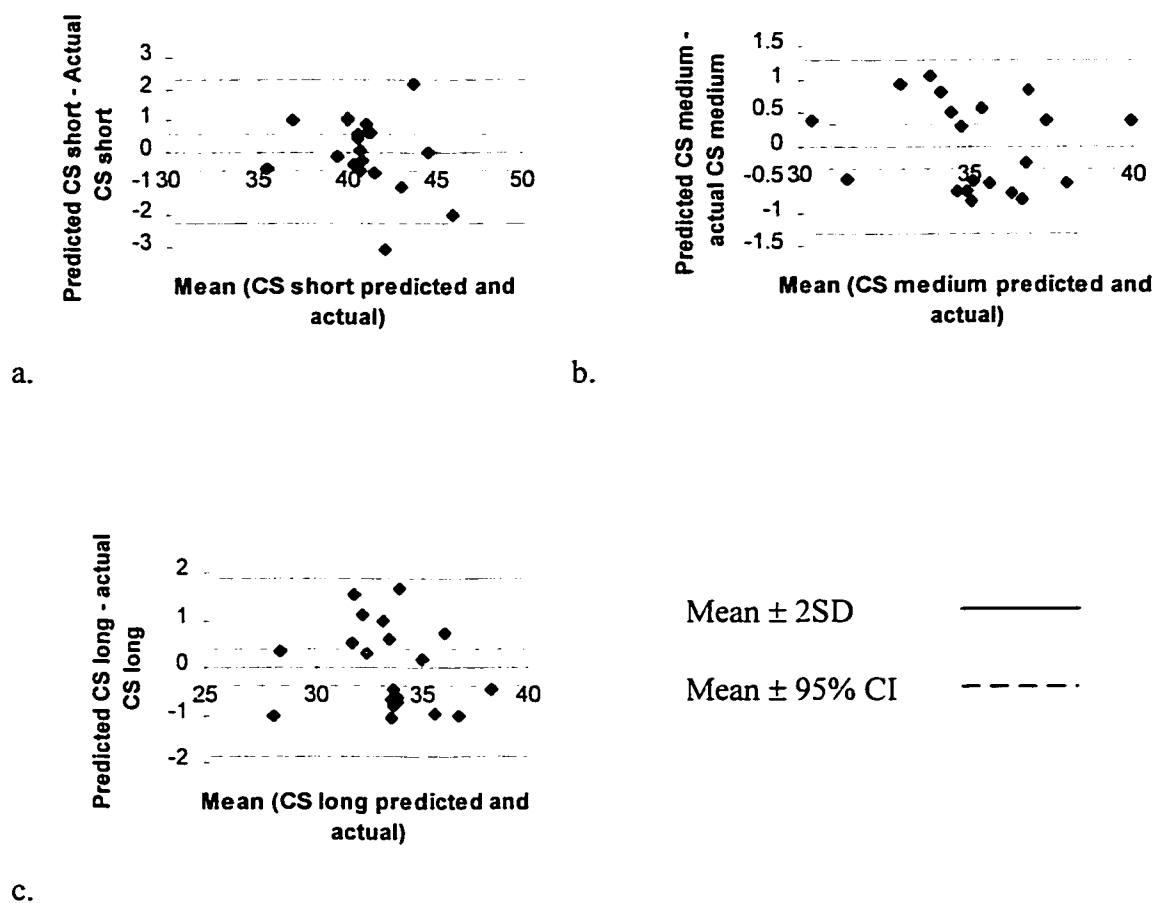 Predicted CS short - Actual
CS short
3
2
1
0
-1
-2
-3
30 35 40 45 50
Mean (CS short predicted and
actual)
a.
Predicted CS medium -
actual CS medium
1.5
1
0.5
0
-0.5
-1
-1.5
30 35 40
Mean (CS medium predicted and
actual)
b.
Predicted CS long - actual
CS long
2
1
0
-1
-2
25 30 35 40
Mean (CS long predicted and
actual)
c.
Mean ± 2SD
Mean ± 95% CI